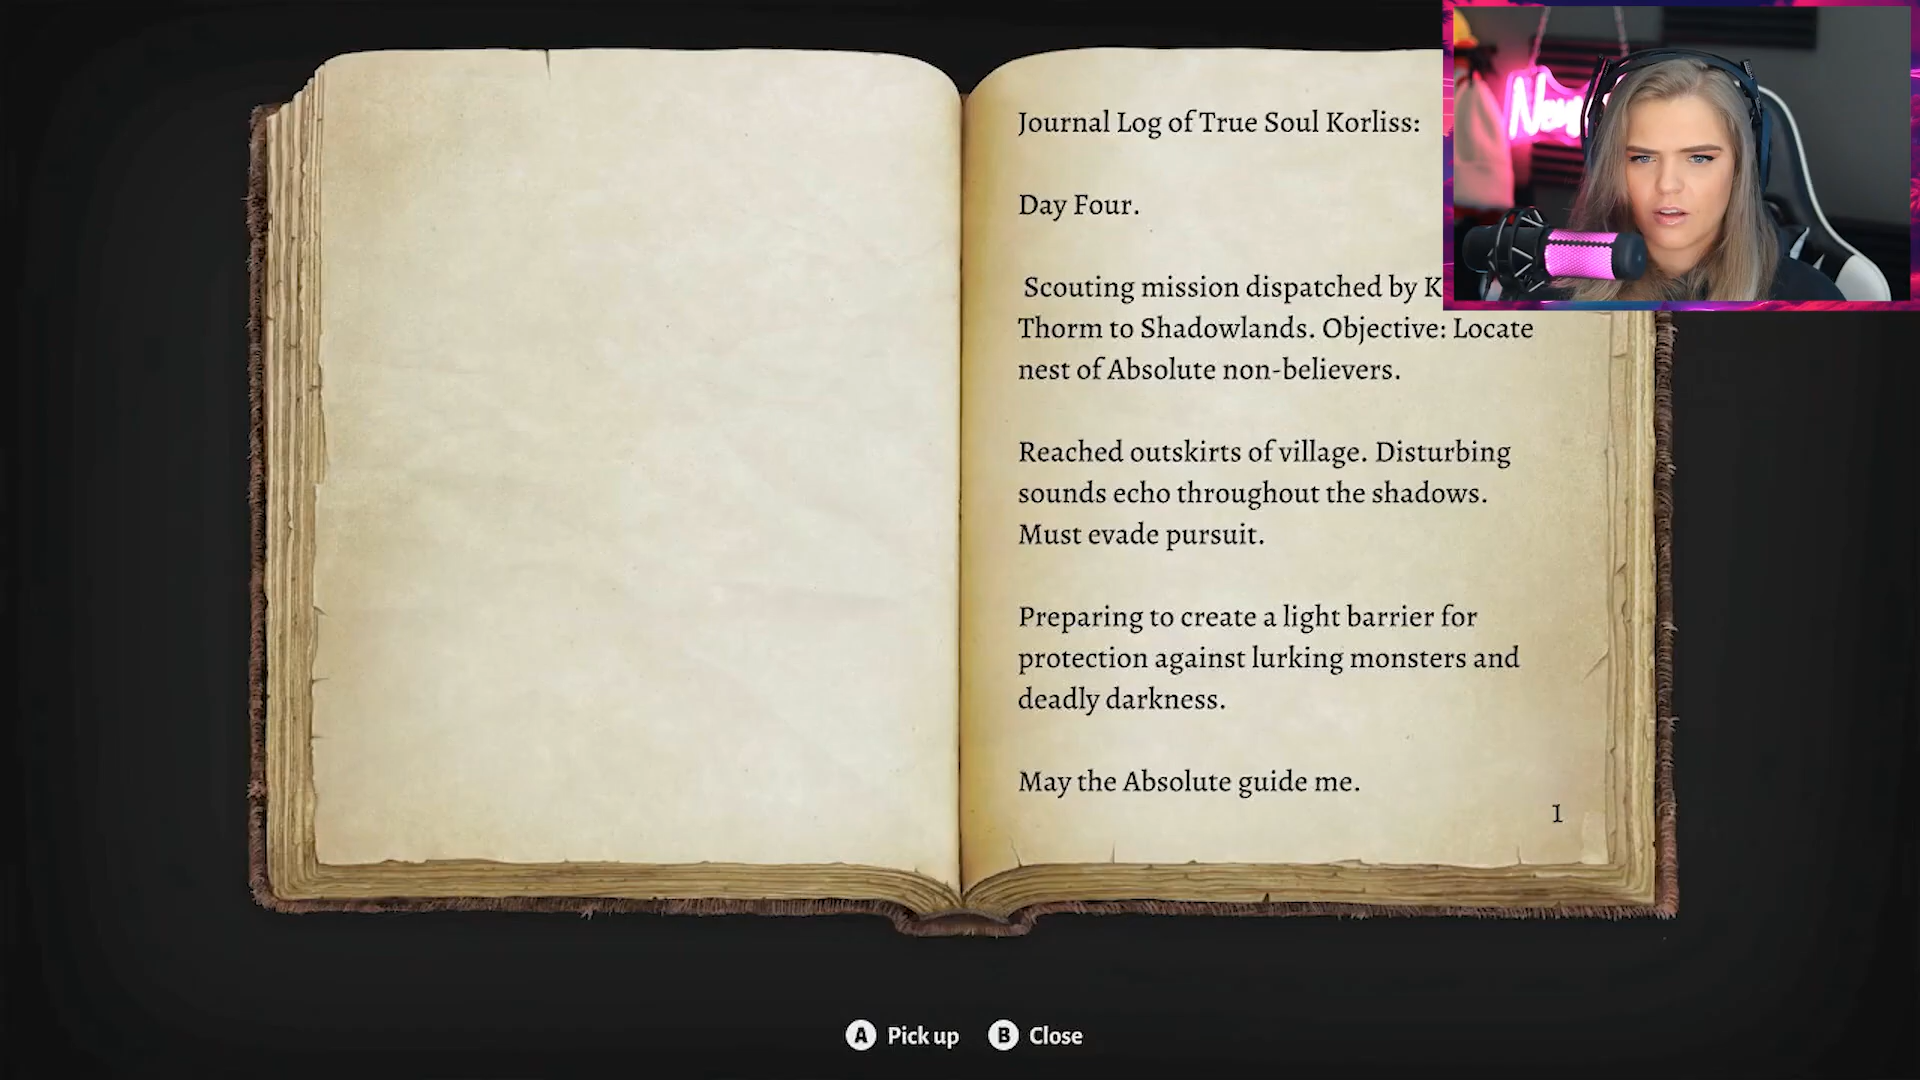 Journal Log of True Soul Korliss:
Day Four.
Scouting mission dispatched by
Thorm to Shadowlands. Objective: Locate
nest of Absolute non-believers.
Reached outskirts of village. Disturbing
sounds echo throughout the shadows.
Must evade pursuit.
Preparing to create a light barrier for
protection against lurking monsters and
deadly darkness.
May the Absolute guide me.
1
A Pick up B Close